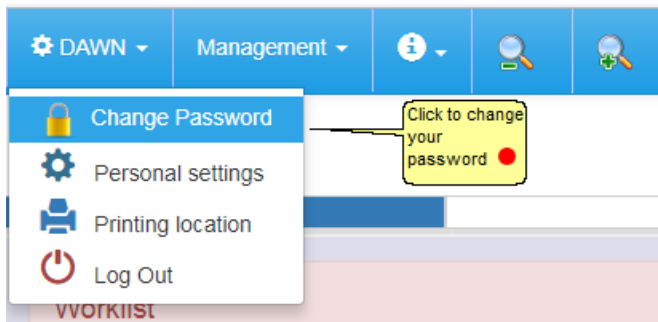 DAWN Management
Change Password
Click to change
your
password
Personal settings
Printing location
Log Out
Worklist